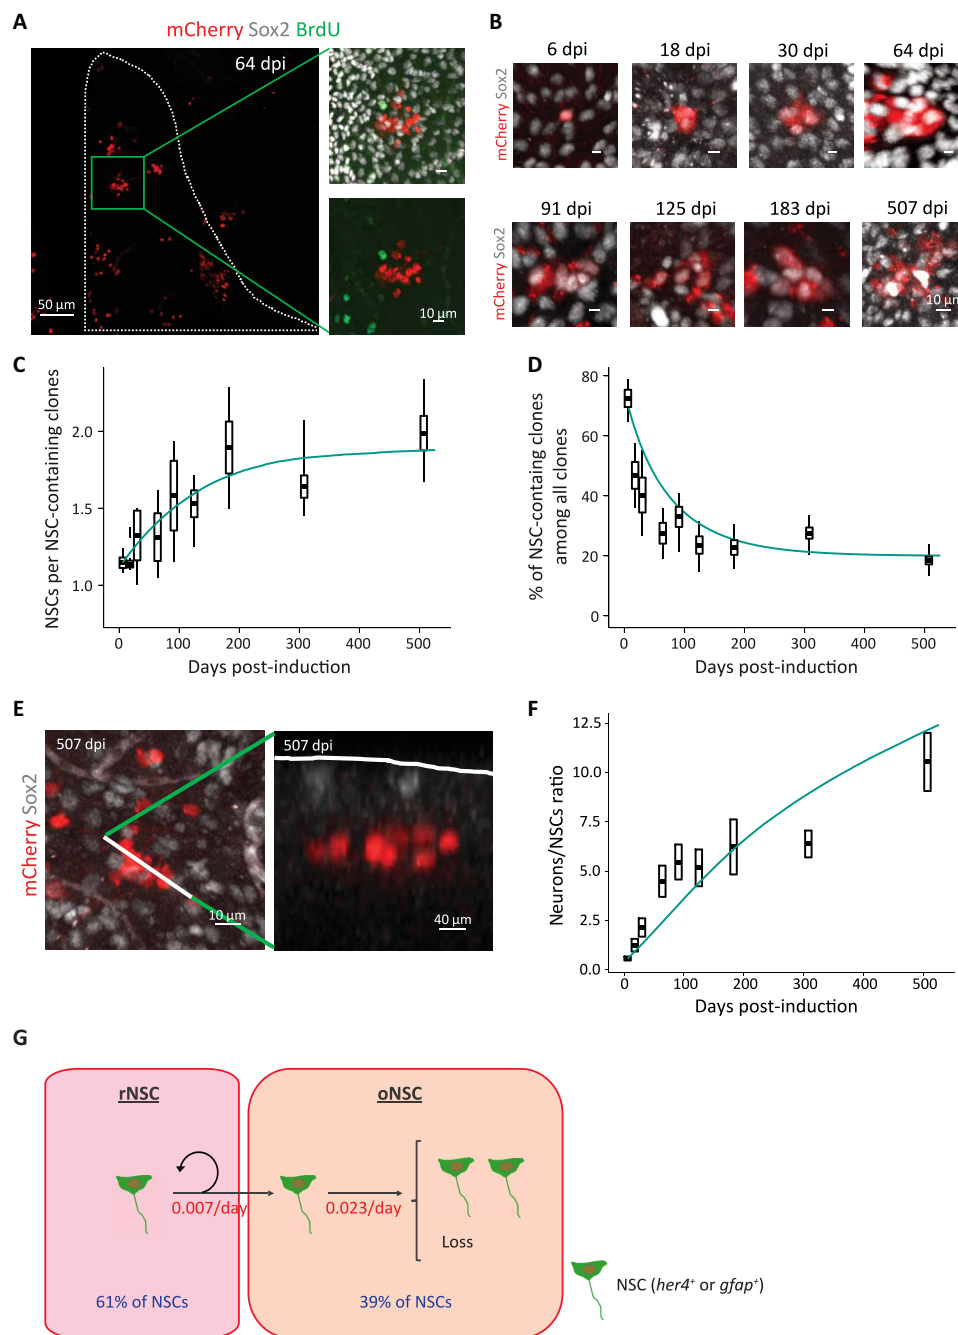 A
mCherry Sox2 BrdU
64 dpi
50 µm
10 µm
B
6 dpi
18 dpi
30 dpi
64 dpi
mCherry Sox2
91 dpi
125 dpi
183 dpi
507 dpi
mCherry Sox2
10 µm
C
NSCs per NSC-containing clones
2.0
1.5
1.0
0 100 200 300 400 500
Days post-induction
D
% of NSC-containg clones
among all clones
80
60
40
20
0
0 100 200 300 400 500
Days post-induction
E
mCherry Sox2
507 dpi
10 µm
507 dpi
40 µm
F
Neurons/NSCs ratio
12.5
10.0
7.5
5.0
2.5
0.0
0 100 200 300 400 500
Days post-induction
G
rNSC
0.007/day
61% of NSCs
oNSC
0.023/day
Loss
39% of NSCs
NSC (her4+ or gfap+)